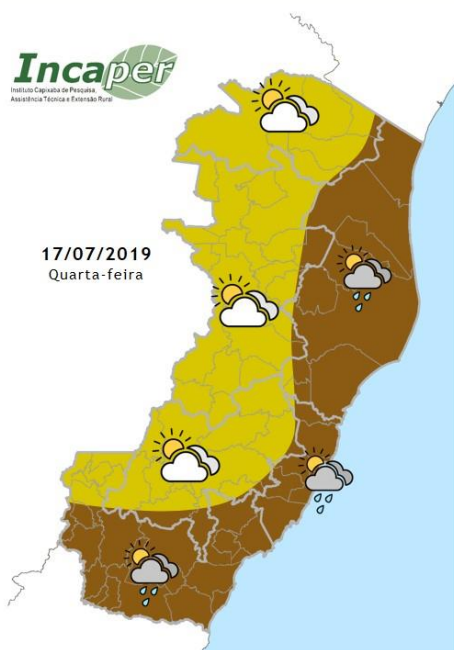 Incaper
Instituto Capixaba de Pesquisa,
Assistência Técnica e Extensão Rural
17/07/2019
Quarta-feira